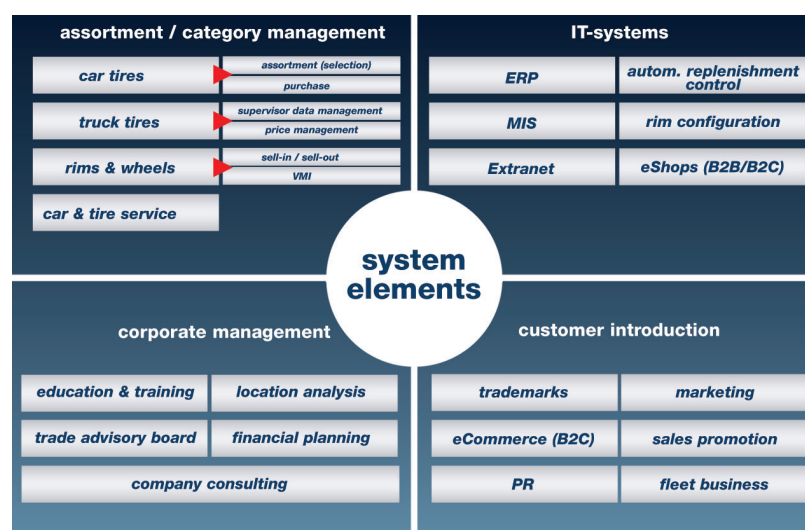 assortment / category management
car tires
assortment (selection)
purchase
truck tires
supervisor data management
price management
rims & wheels
sell-in / sell-out
VMI
car & tire service
IT-systems
ERP
autom. replenishment
control
MIS
rim configuration
Extranet
eShops (B2B/B2C)
system
elements
corporate management
education & training
location analysis
trade advisory board
financial planning
company consulting
customer introduction
trademarks
marketing
eCommerce (B2C)
sales promotion
PR
fleet business